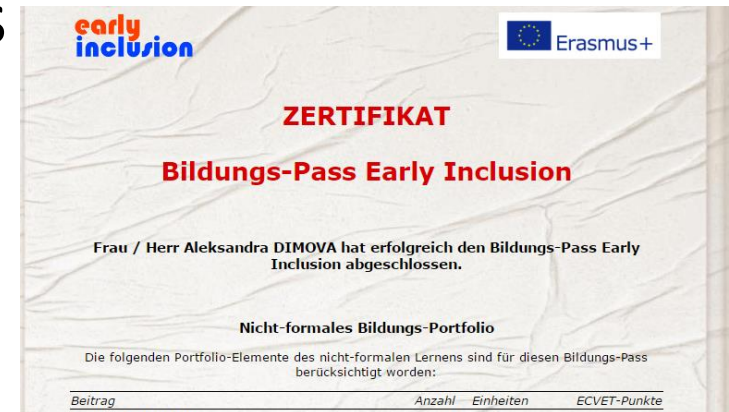 early
inclusion
Erasmus+
ZERTIFIKAT
Bildungs-Pass Early Inclusion
Frau / Herr Aleksandra DIMOVA hat erfolgreich den Bildungs-Pass Early
Inclusion abgeschlossen.
Nicht-formales Bildungs-Portfolio
Die folgenden Portfolio-Elemente des nicht-formalen Lernens sind für diesen Bildungs-Pass
berücksichtigt worden:
Beitrag Anzahl Einheiten ECVET-Punkte